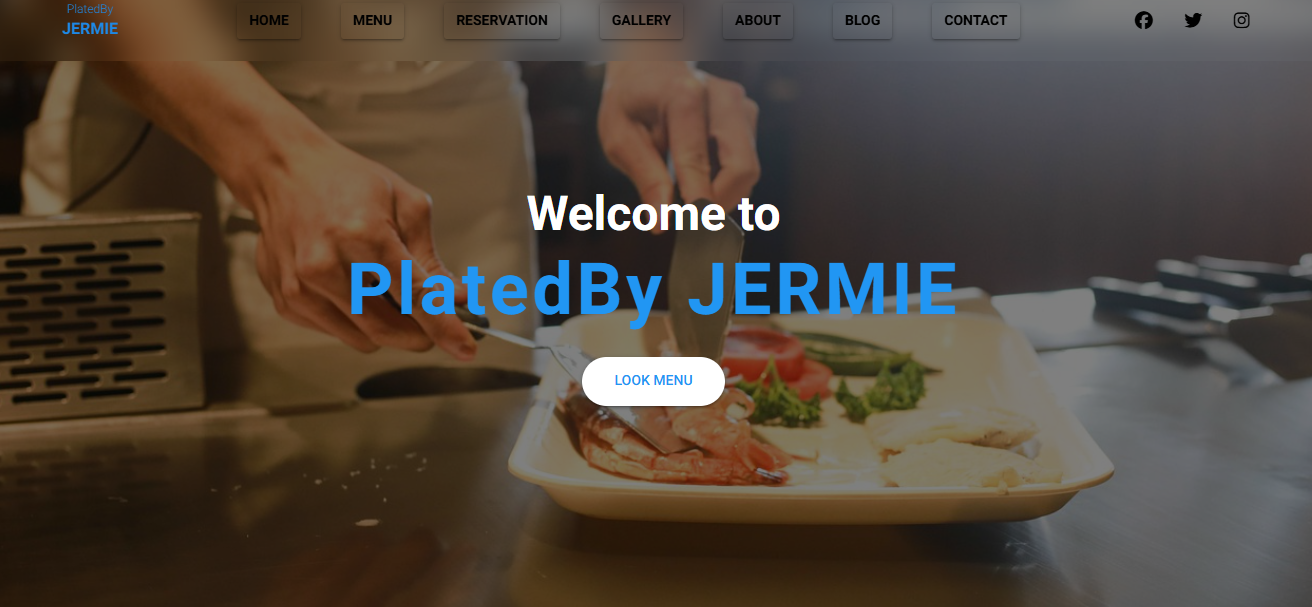 PlatedBy
JERMIE
HOME
MENU
RESERVATION
GALLERY
ABOUT
BLOG
CONTACT
Welcome to
PlatedBy JERMIE
LOOK MENU